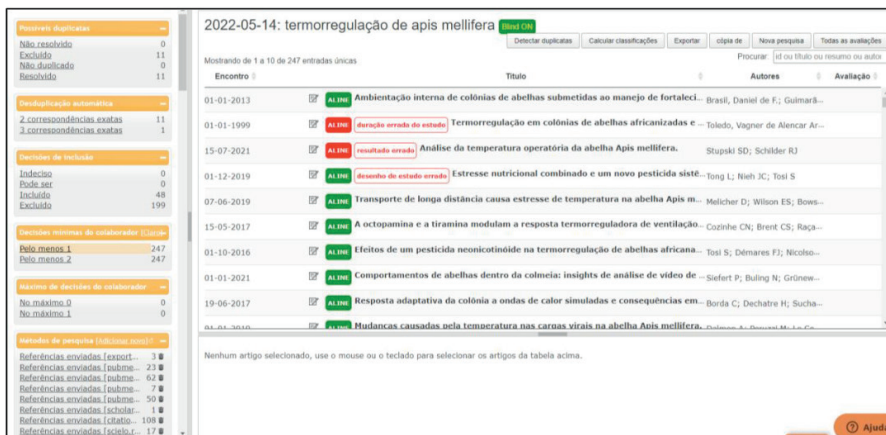 Possíveis duplicatas
Não resolvido 0
Excluído 11
Não duplicado 0
Resolvido 11
Desduplicação automática
2 correspondências exatas 11
3 correspondências exatas 1
Decisões de Inclusão
Indeciso 0
Pode ser 0
Incluído 48
Excluído 199
Decisões mínimas do colaborador
Pelo menos 1 247
Pelo menos 2 247
Máximo de decisões do colaborador
No máximo 0 0
No máximo 1 0
Métodos de pesquisa [Adicionar novo]
Referências enviadas [export... 3
Referências enviadas [pubme... 23
Referências enviadas [pubme... 62
Referências enviadas [pubme... 7
Referências enviadas [pubme... 50
Referências enviadas [scholar... 1
Referências enviadas [citatio... 108
Referências enviadas [scielo.r... 17
2022-05-14: termorregulação de apis mellifera Blind ON
Detectar duplicatas Calcular classificações Exportar cópia de Nova pesquisa Todas as avaliações
Mostrando de 1 a 10 de 247 entradas únicas
Procurar: id ou título ou resumo ou autor
Encontro Título Autores Avaliação
01-01-2013 ALINE Ambientação interna de colônias de abelhas submetidas ao manejo de fortaleci... Brasil, Daniel de F.; Guimarã...
01-01-1999 ALINE duração errada do estudo Termorregulação em colônias de abelhas africanizadas e ... Toledo, Vagner de Alencar Ar...
15-07-2021 ALINE resultado errado Análise da temperatura operatória da abelha Apis mellifera. Stupski SD; Schilder RJ
01-12-2019 ALINE desenho de estudo errado Estresse nutricional combinado e um novo pesticida sistê... Tong L; Nieh JC; Tosi S
07-06-2019 ALINE Transporte de longa distância causa estresse de temperatura na abelha Apis m... Melicher D; Wilson ES; Bows...
15-05-2017 ALINE A octopamina e a tiramina modulam a resposta termorreguladora de ventilação... Cozinhe CN; Brent CS; Raça...
01-10-2016 ALINE Efeitos de um pesticida neonicotinóide na termorregulação de abelhas africana... Tosi S; Démares FJ; Nicolso...
01-01-2021 ALINE Comportamentos de abelhas dentro da colmeia: insights de análise de vídeo de ... Siefert P; Buling N; Grünew...
19-06-2017 ALINE Resposta adaptativa da colônia a ondas de calor simuladas e consequências em... Borda C; Dechatre H; Sucha...
ALINE Mudanças causadas pela temperatura nas cargas virais na abelha Apis mellifera.
Nenhum artigo selecionado, use o mouse ou o teclado para selecionar os artigos da tabela acima.
Ajuda